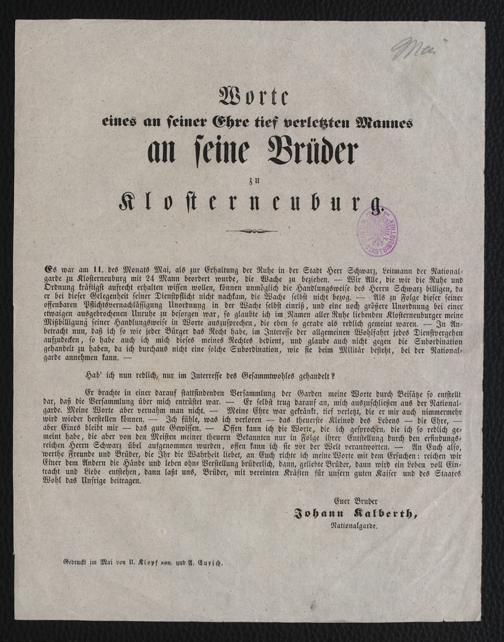 Mai
Worte
eines an seiner Ehre tief verletzten Mannes
an seine Brüder
zu
Klosterneuburg.
Es war am 11. des Monats Mai, als zur Erhaltung der Ruhe in der Stadt Herr Schwarz, Leimann der National-
garde zu Klosterneuburg mit 24 Mann beordert wurde, die Wache zu beziehen. — Wir Alle, die wir die Ruhe und
Ordnung kräftigst aufrecht erhalten wissen wollen, können unmöglich die Handlungsweise des Herrn Schwarz billigen, da
er bei dieser Gelegenheit seiner Dienstpflicht nicht nachkam, die Wache selbst nicht bezog. — Als zu Folge dieser seiner
offenbaren Pflichtsvernachlässigung Unordnung in der Wache selbst einriß, und eine noch größere Unordnung bei einer
etwaigen ausgebrochenen Unruhe zu besorgen war, so glaubte ich im Namen aller Ruhe liebenden Klosterneuburger meine
Mißbilligung seiner Handlungsweise in Worte auszusprechen, die eben so gerade als redlich gemeint waren. — In An-
betracht nun, daß ich so wie jeder Bürger das Recht habe, im Interesse der allgemeinen Wohlfahrt jedes Dienstvergehen
aufzudecken, so habe auch ich mich dieses meines Rechtes bedient, und glaube auch nicht gegen die Subordination
gehandelt zu haben, da ich durchaus nicht eine solche Subordination, wie sie beim Militär besteht, bei der National-
garde annehmen kann. —
Hab' ich nun redlich, nur im Interresse des Gesammtwohles gehandelt?
Er brachte in einer darauf stattfindenden Versammlung der Garden meine Worte durch Beisätze so entstellt
dar, daß die Versammlung über mich entrüstet war. — Er selbst trug darauf an, mich auszuschließen aus der National-
garde. Meine Worte aber vernahm man nicht. — Meine Ehre war gekränkt, tief verletzt, die er mir auch nimmermehr
wird wieder herstellen können. — Ich fühle, was ich verloren — das theuerste Kleinod des Lebens — die Ehre, —
aber Eines bleibt mir — das gute Gewissen. — Offen kann ich die Worte, die ich gesprochen, die ich so redlich ge-
meint habe, die aber von den Meisten meiner theuern Bekannten nur in Folge ihrer Entstellung durch den erfindungs-
reichen Herrn Schwarz übel aufgenommen wurden, offen kann ich sie vor der Welt verantworten. — An Euch also,
werthe Freunde und Brüder, die Ihr die Wahrheit liebet, an Euch richte ich meine Worte mit dem Ersuchen: reichen wir
Einer dem Andern die Hände und leben ohne Verstellung brüderlich, dann, geliebte Brüder, dann wird ein Leben voll Ein-
tracht und Liebe entstehen, dann laßt uns, Brüder, mit vereinten Kräften für unsern guten Kaiser und des Staates
Wohl das Unsrige beitragen.
Euer Bruder
Johann Kalberth,
Nationalgarde.
Gedruckt im Mai von U. Klopf sen. und A. Eurich.